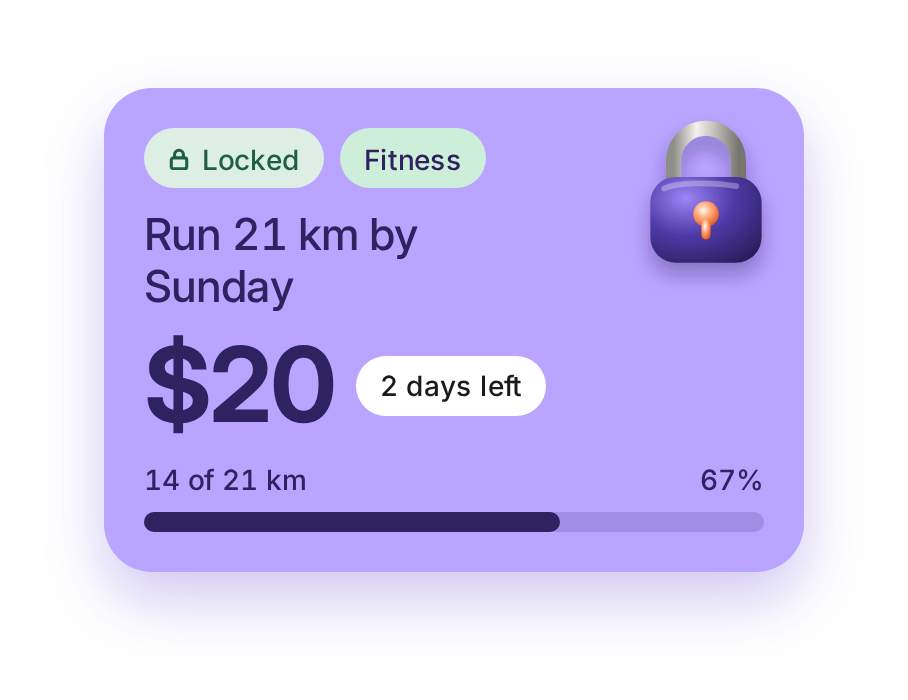 Locked
Fitness
Run 21 km by
Sunday
$20
2 days left
14 of 21 km
67%